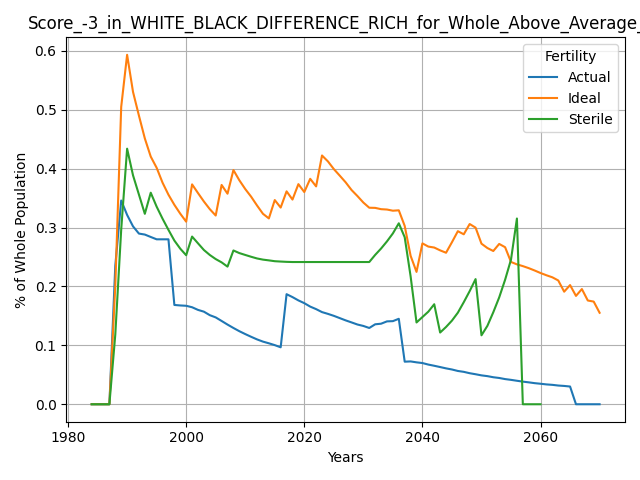 Score_-3_in_WHITE_BLACK_DIFFERENCE_RICH_for_Whole_Above_Average_
0.6
0.5
0.4
0.3
0.2
0.1
0.0
% of Whole Population
Fertility
Actual
Ideal
Sterile
1980
2000
2020
2040
2060
Years